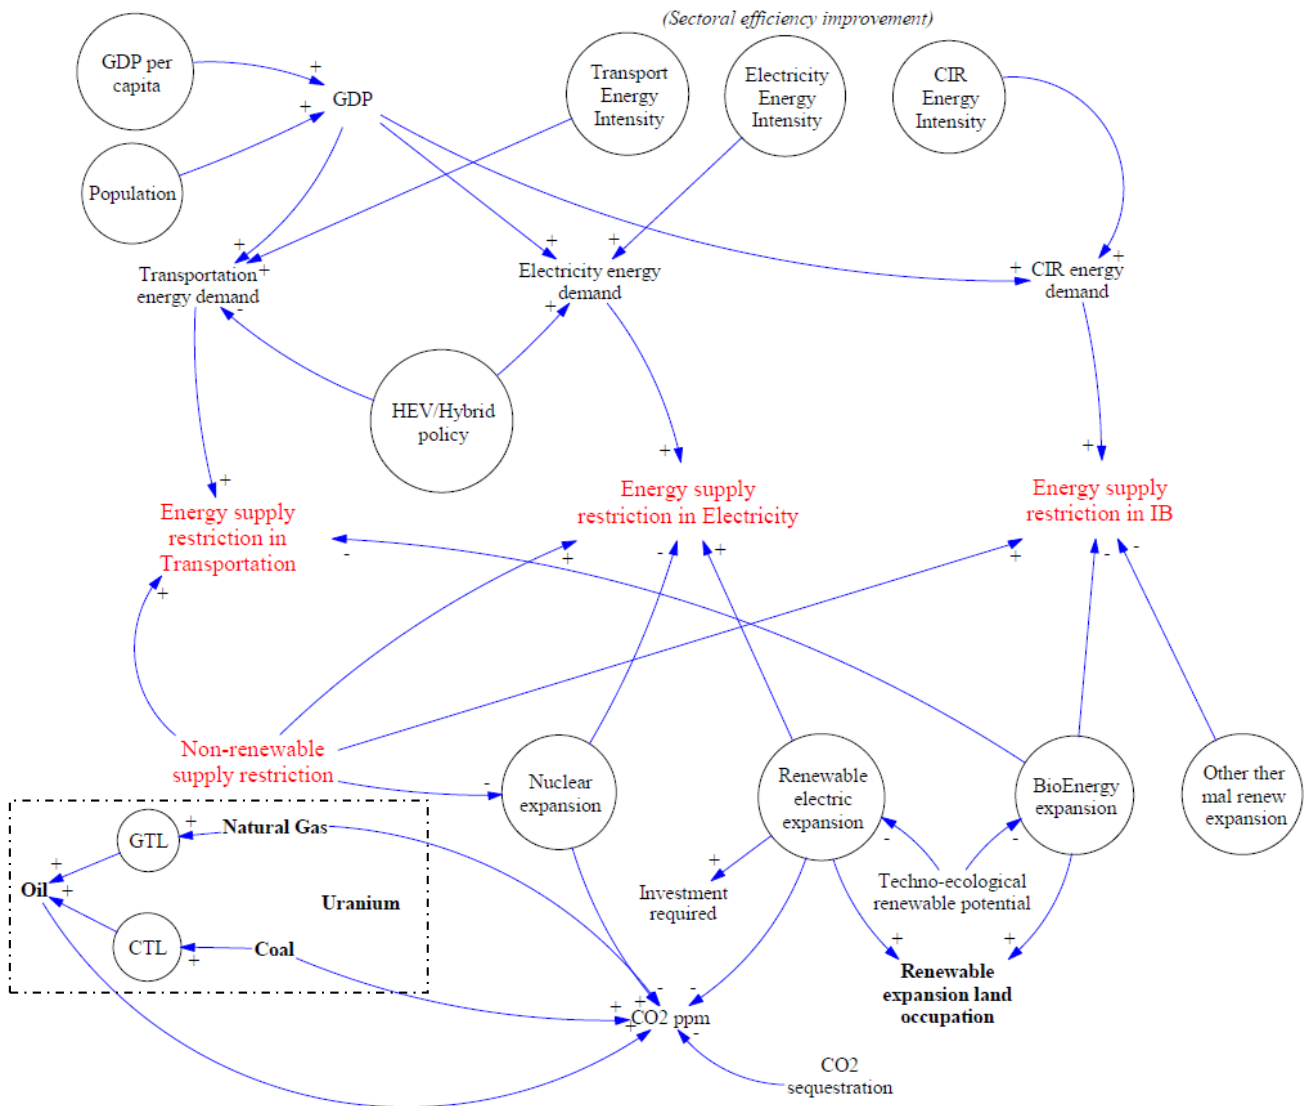 (Sectoral efficiency improvement)
GDP per
capita
+
GDP
+
Population
Transport
Energy
Intensity
Electricity
Energy
Intensity
CIR
Energy
Intensity
+
Transportation
energy demand
+
-
+
+
Electricity energy
demand
+
+
+
CIR energy
demand
HEV/Hybrid
policy
+
Energy supply
restriction in
Transportation
+
-
+
Energy supply
restriction in Electricity
+
-
+
+
Energy supply
restriction in IB
+
-
-
Non-renewable
supply restriction
-
Nuclear
expansion
Renewable
electric
expansion
-
BioEnergy
expansion
-
Other ther
mal renew
expansion
GTL
+
Natural Gas
+
Oil
+
Uranium
CTL
+
Coal
+
Investment
required
Techno-ecological
renewable potential
+
+
Renewable
expansion land
occupation
+
+
+
-
-
CO2 ppm
-
CO2
sequestration